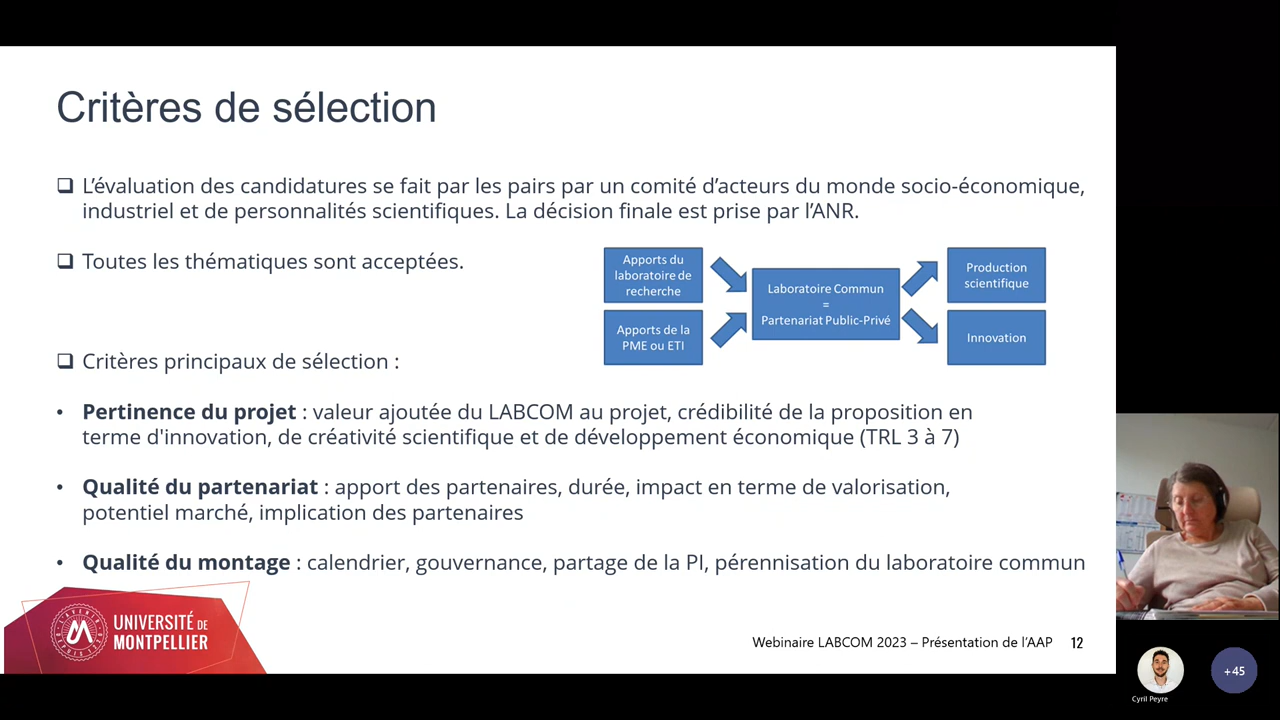 Critères de sélection
❑ L’évaluation des candidatures se fait par les pairs par un comité d’acteurs du monde socio-économique,
industriel et de personnalités scientifiques. La décision finale est prise par l’ANR.
❑ Toutes les thématiques sont acceptées.
Apports du
laboratoire de
recherche
Apports de la
PME ou ETI
Laboratoire Commun
=
Partenariat Public-Privé
Production
scientifique
Innovation
❑ Critères principaux de sélection :
• Pertinence du projet : valeur ajoutée du LABCOM au projet, crédibilité de la proposition en
terme d'innovation, de créativité scientifique et de développement économique (TRL 3 à 7)
• Qualité du partenariat : apport des partenaires, durée, impact en terme de valorisation,
potentiel marché, implication des partenaires
• Qualité du montage : calendrier, gouvernance, partage de la PI, pérennisation du laboratoire commun
UNIVERSITÉ DE
MONTPELLIER
Webinaire LABCOM 2023 – Présentation de l’AAP 12
Cyril Peyre
+45